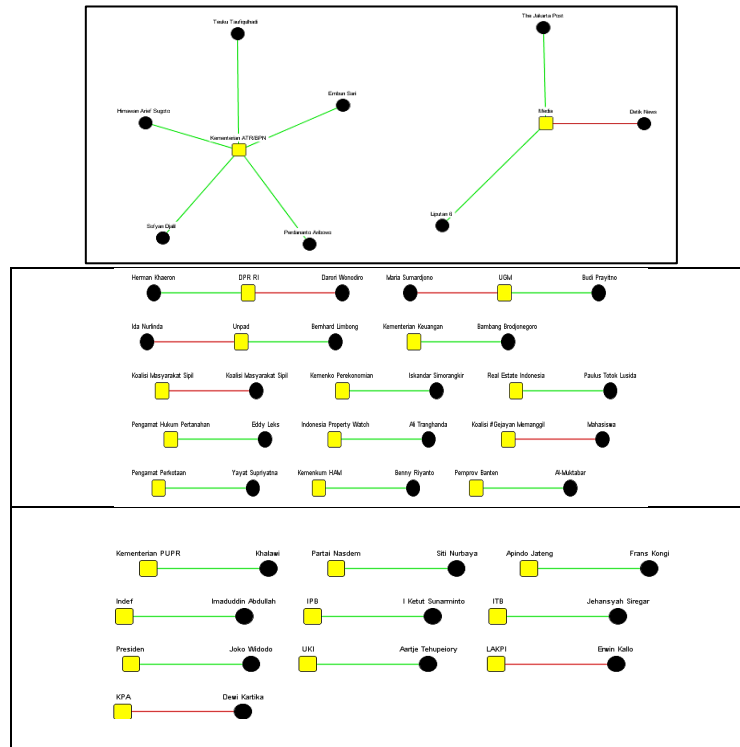 Teuku Taufiqulhadi
The Jakarta Post
Embun Sari
Himawan Arief Sugoto
Kementerian ATR/BPN
Media
Detik News
Liputan 6
Sofyan Djalil
Perdananto Aribowo
Herman Khaeron DPR RI Darori Wonodiro Maria Sumardjono UGM Budi Prayitno
Ida Nurlinda Unpad Bernhard Limbong Kementerian Keuangan Bambang Brodjonegoro
Koalisi Masyarakat Sipil Koalisi Masyarakat Sipil Kemenko Perekonomian Iskandar Simorangkir Real Estate Indonesia Paulus Totok Lusida
Pengamat Hukum Pertanahan Eddy Leks Indonesia Property Watch Ali Tranghanda Koalisi #Gejayan Memanggil Mahasiswa
Pengamat Perkotaan Yayat Supriyatna Kemenkum HAM Benny Riyanto Pemprov Banten Al-Muktabar
Kementerian PUPR Khalawi Partai Nasdem Siti Nurbaya Apindo Jateng Frans Kongi
Indef Imaduddin Abdullah IPB I Ketut Sunarminto ITB Jehansyah Siregar
Presiden Joko Widodo UKI Aartje Tehupeiory LAKPI Erwin Kallo
KPA Dewi Kartika